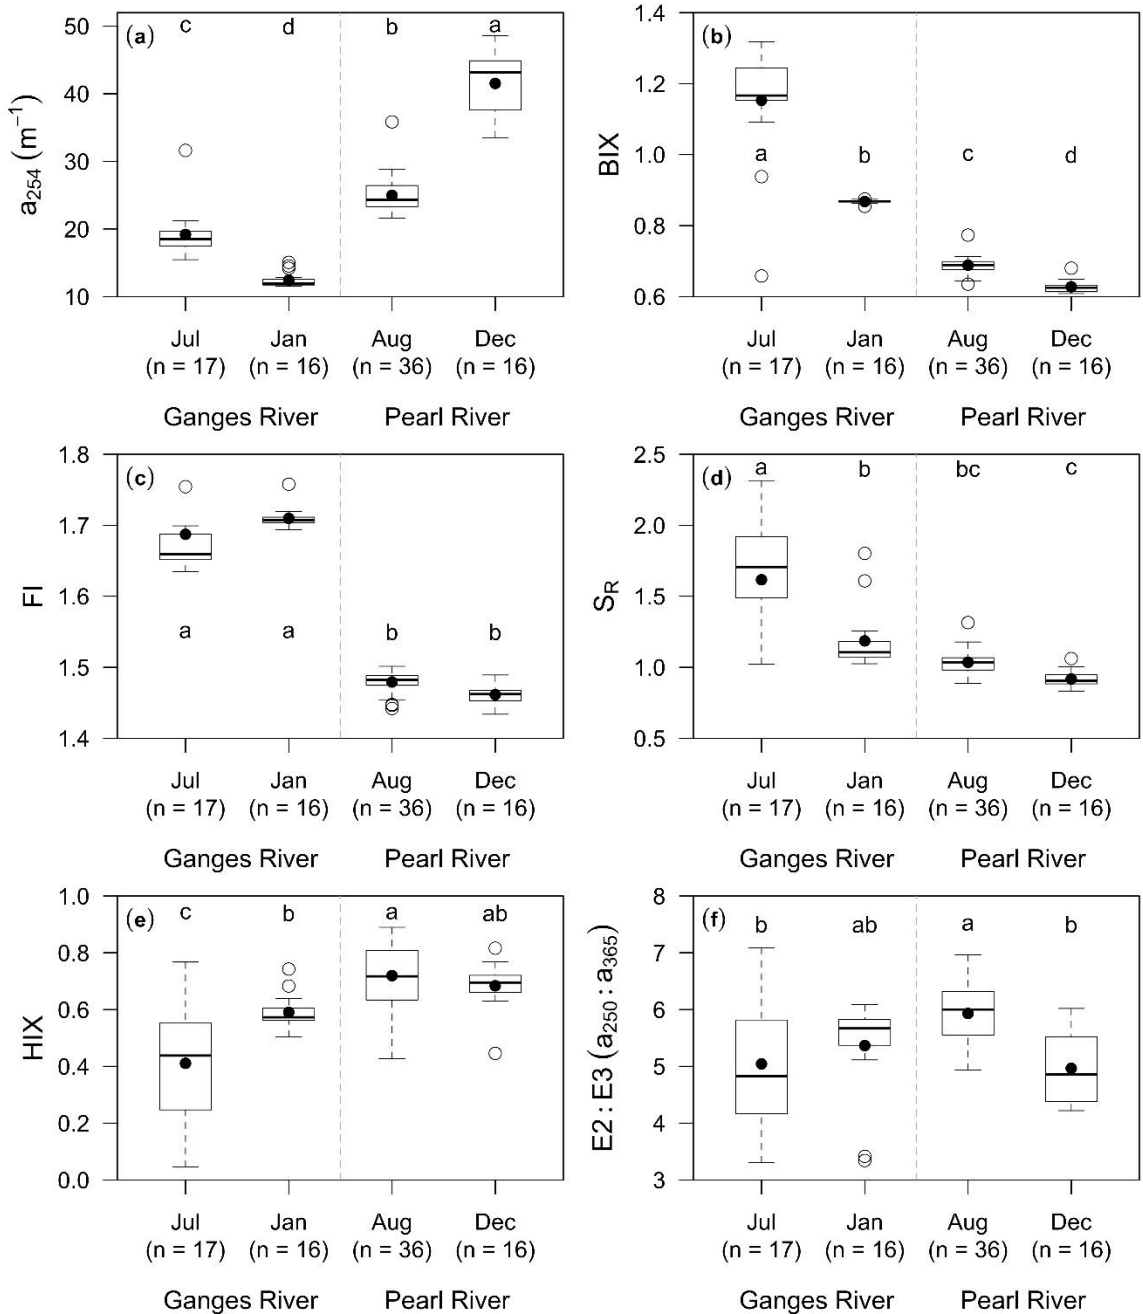 (a)
a254 (m−1)
50
40
30
20
10
c d b a
Jul Jan Aug Dec
(n = 17) (n = 16) (n = 36) (n = 16)
Ganges River Pearl River
(b)
BIX
1.4
1.2
1.0
0.8
0.6
a b c d
Jul Jan Aug Dec
(n = 17) (n = 16) (n = 36) (n = 16)
Ganges River Pearl River
(c)
FI
1.8
1.7
1.6
1.5
1.4
a a b b
Jul Jan Aug Dec
(n = 17) (n = 16) (n = 36) (n = 16)
Ganges River Pearl River
(d)
SR
2.5
2.0
1.5
1.0
0.5
a b bc c
Jul Jan Aug Dec
(n = 17) (n = 16) (n = 36) (n = 16)
Ganges River Pearl River
(e)
HIX
1.0
0.8
0.6
0.4
0.2
0.0
c b a ab
Jul Jan Aug Dec
(n = 17) (n = 16) (n = 36) (n = 16)
Ganges River Pearl River
(f)
E2 : E3 (a250 : a365)
8
7
6
5
4
3
b ab a b
Jul Jan Aug Dec
(n = 17) (n = 16) (n = 36) (n = 16)
Ganges River Pearl River